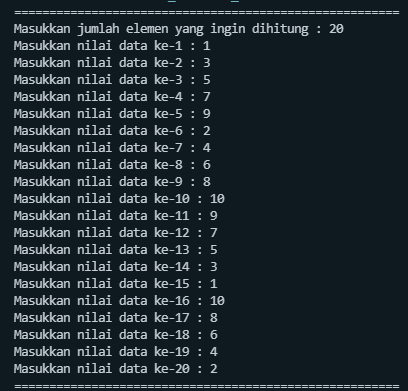 =======================================================
Masukkan jumlah elemen yang ingin dihitung : 20
Masukkan nilai data ke-1 : 1
Masukkan nilai data ke-2 : 3
Masukkan nilai data ke-3 : 5
Masukkan nilai data ke-4 : 7
Masukkan nilai data ke-5 : 9
Masukkan nilai data ke-6 : 2
Masukkan nilai data ke-7 : 4
Masukkan nilai data ke-8 : 6
Masukkan nilai data ke-9 : 8
Masukkan nilai data ke-10 : 10
Masukkan nilai data ke-11 : 9
Masukkan nilai data ke-12 : 7
Masukkan nilai data ke-13 : 5
Masukkan nilai data ke-14 : 3
Masukkan nilai data ke-15 : 1
Masukkan nilai data ke-16 : 10
Masukkan nilai data ke-17 : 8
Masukkan nilai data ke-18 : 6
Masukkan nilai data ke-19 : 4
Masukkan nilai data ke-20 : 2
=======================================================